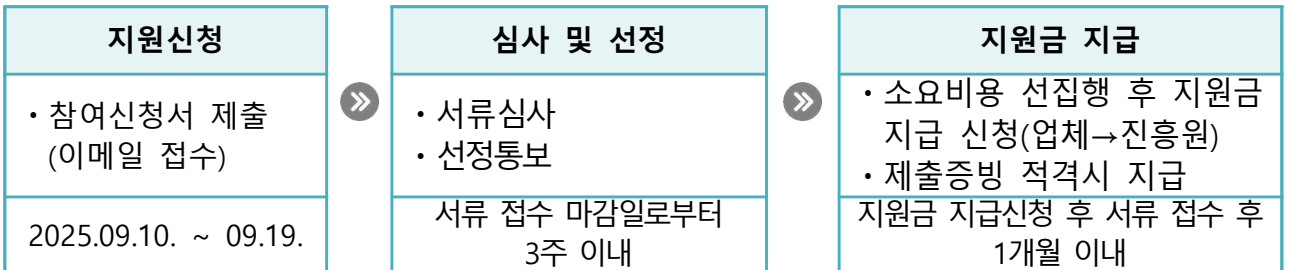 지원신청
・참여신청서 제출
(이메일 접수)
2025.09.10. ~ 09.19.
심사 및 선정
・서류심사
・선정통보
서류 접수 마감일로부터
3주 이내
지원금 지급
・소요비용 선집행 후 지원금
지급 신청(업체→진흥원)
・제출증빙 적격시 지급
지원금 지급신청 후 서류 접수 후
1개월 이내